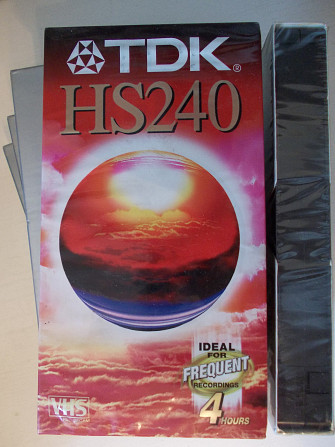 TDK®
HS240
IDEAL
FOR
FREQUENT
RECORDINGS
4 HOURS
VHS